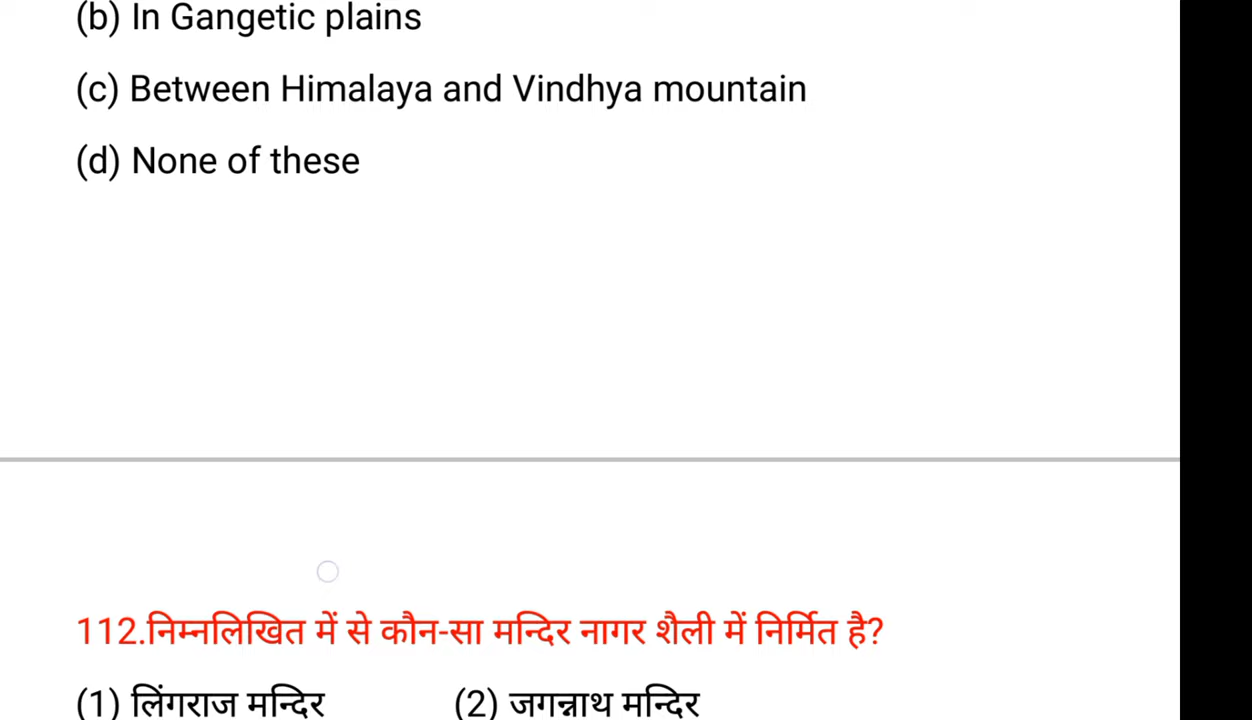 (b) In Gangetic plains
(c) Between Himalaya and Vindhya mountain
(d) None of these
112.निम्नलिखित में से कौन-सा मन्दिर नागर शैली में निर्मित है?
(1) लिंगराज मन्दिर (2) जगन्नाथ मन्दिर